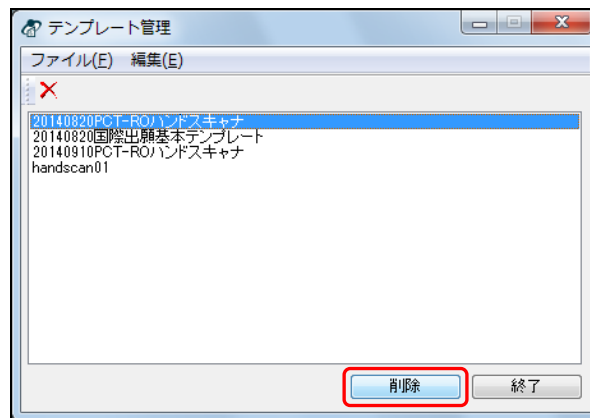 テンプレート管理
ファイル(F) 編集(E)
20140820PCT-ROハンドスキャナ
20140820国際出願基本テンプレート
20140910PCT-ROハンドスキャナ
handscan01
削除 終了